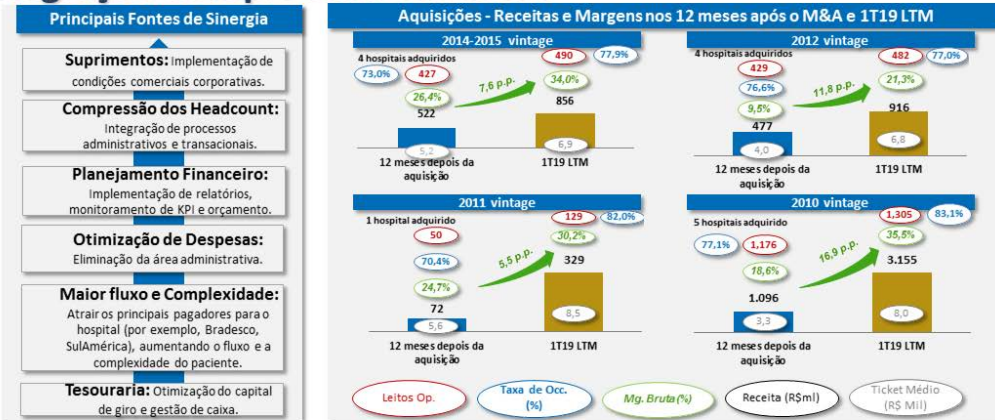 Principais Fontes de Sinergia
Suprimentos: Implementação de
condições comerciais corporativas.
Compressão dos Headcount:
Integração de processos
administrativos e transacionais.
Planejamento Financeiro:
Implementação de relatórios,
monitoramento de KPI e orçamento.
Otimização de Despesas:
Eliminação da área administrativa.
Maior fluxo e Complexidade:
Atrair os principais pagadores para o
hospital (por exemplo, Bradesco,
SulAmérica), aumentando o fluxo e a
complexidade do paciente.
Tesouraria: Otimização do capital
de giro e gestão de caixa.
Aquisições - Receitas e Margens nos 12 meses após o M&A e 1T19 LTM
2014-2015 vintage
4 hospitais adquiridos
73,0% 427
26,4%
522
5,2
7,6 p.p.
490 77,9%
34,0%
856
6,9
12 meses depois da
aquisição
1T19 LTM
2012 vintage
4 hospitais adquiridos
429
76,6%
9,5%
477
4,0
11,8 p.p.
482 77,0%
21,3%
916
6,8
12 meses depois da
aquisição
1T19 LTM
2011 vintage
1 hospital adquirido
50
70,4%
24,7%
72
5,6
5,5 p.p.
129 82,0%
30,2%
329
8,5
12 meses depois da
aquisição
1T19 LTM
2010 vintage
5 hospitais adquirido
77,1% 1,176
18,6%
1.096
3,3
16,9 p.p.
1,305 83,1%
35,5%
3.155
8,0
12 meses depois da
aquisição
1T19 LTM
Leitos Op.
Taxa de Occ.
(%)
Mg. Bruta (%)
Receita (R$ml)
Ticket Médio
(R$ Mil)